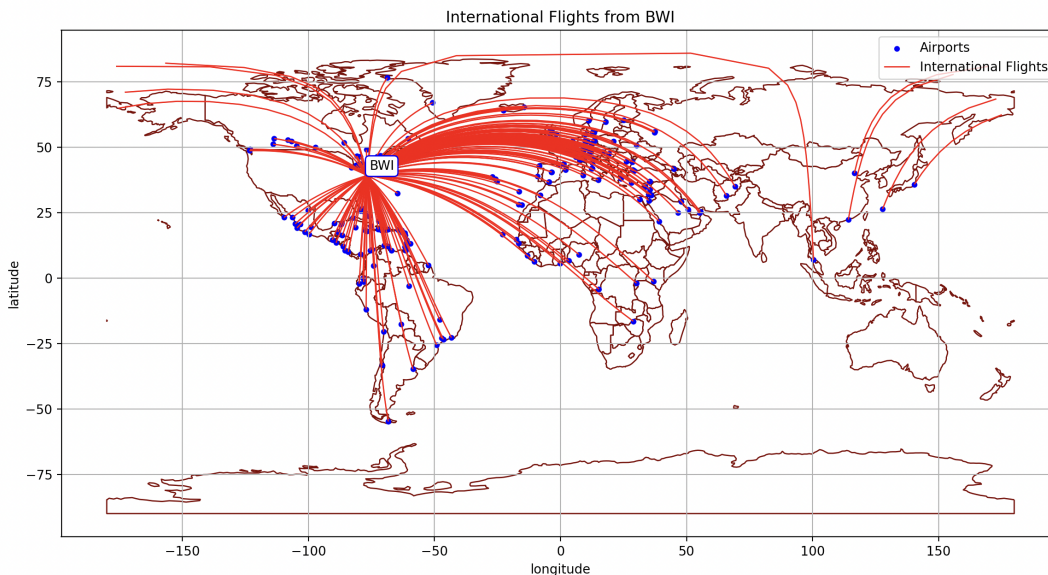 International Flights from BWI
Airports
International Flights
BWI
latitude
75
50
25
0
−25
−50
−75
−150
−100
−50
0
50
100
150
longitude